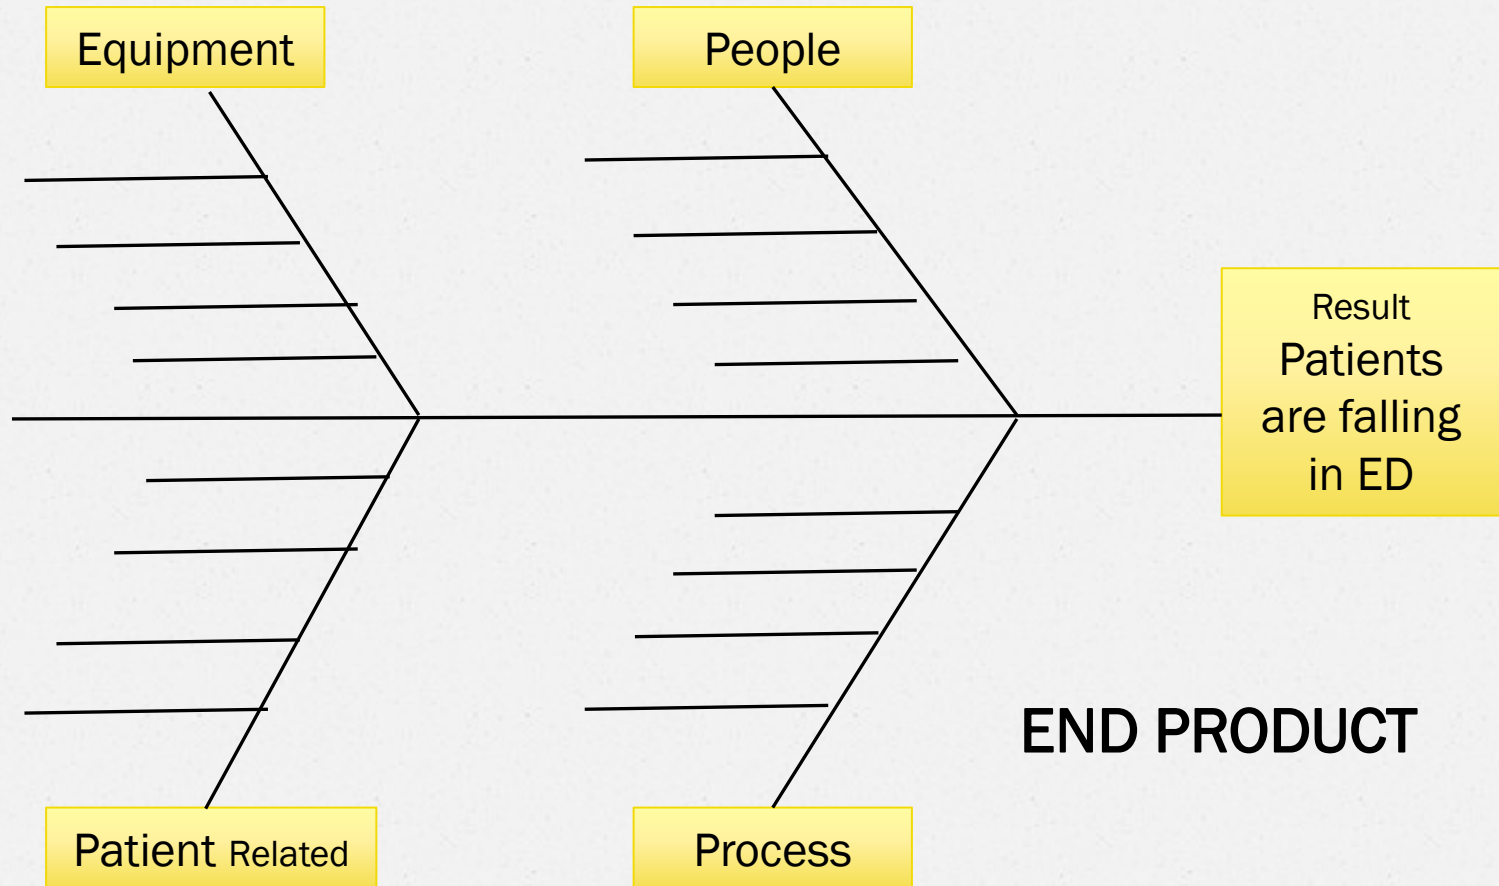 Equipment
People
Result
Patients
are falling
in ED
END PRODUCT
Patient Related
Process